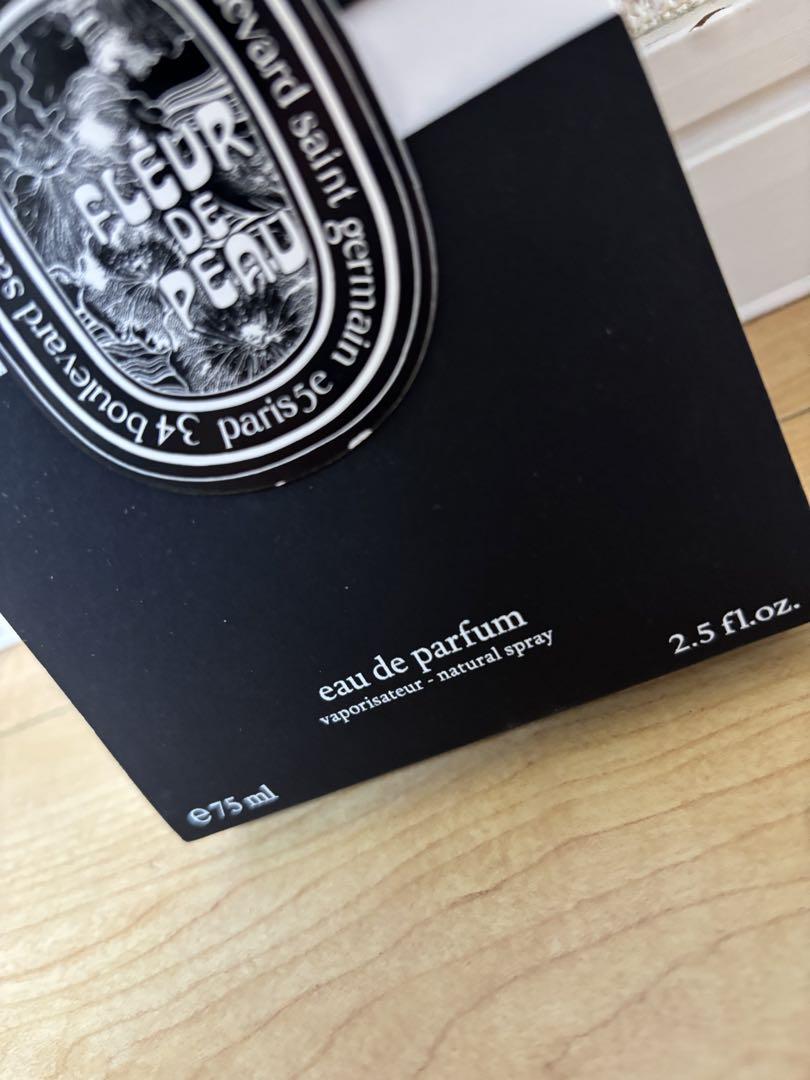 FLEUR
DE
PEAU
34 boulevard saint germain paris5e
eau de parfum
vaporisateur - natural spray
2.5 fl.oz.
℮75 ml